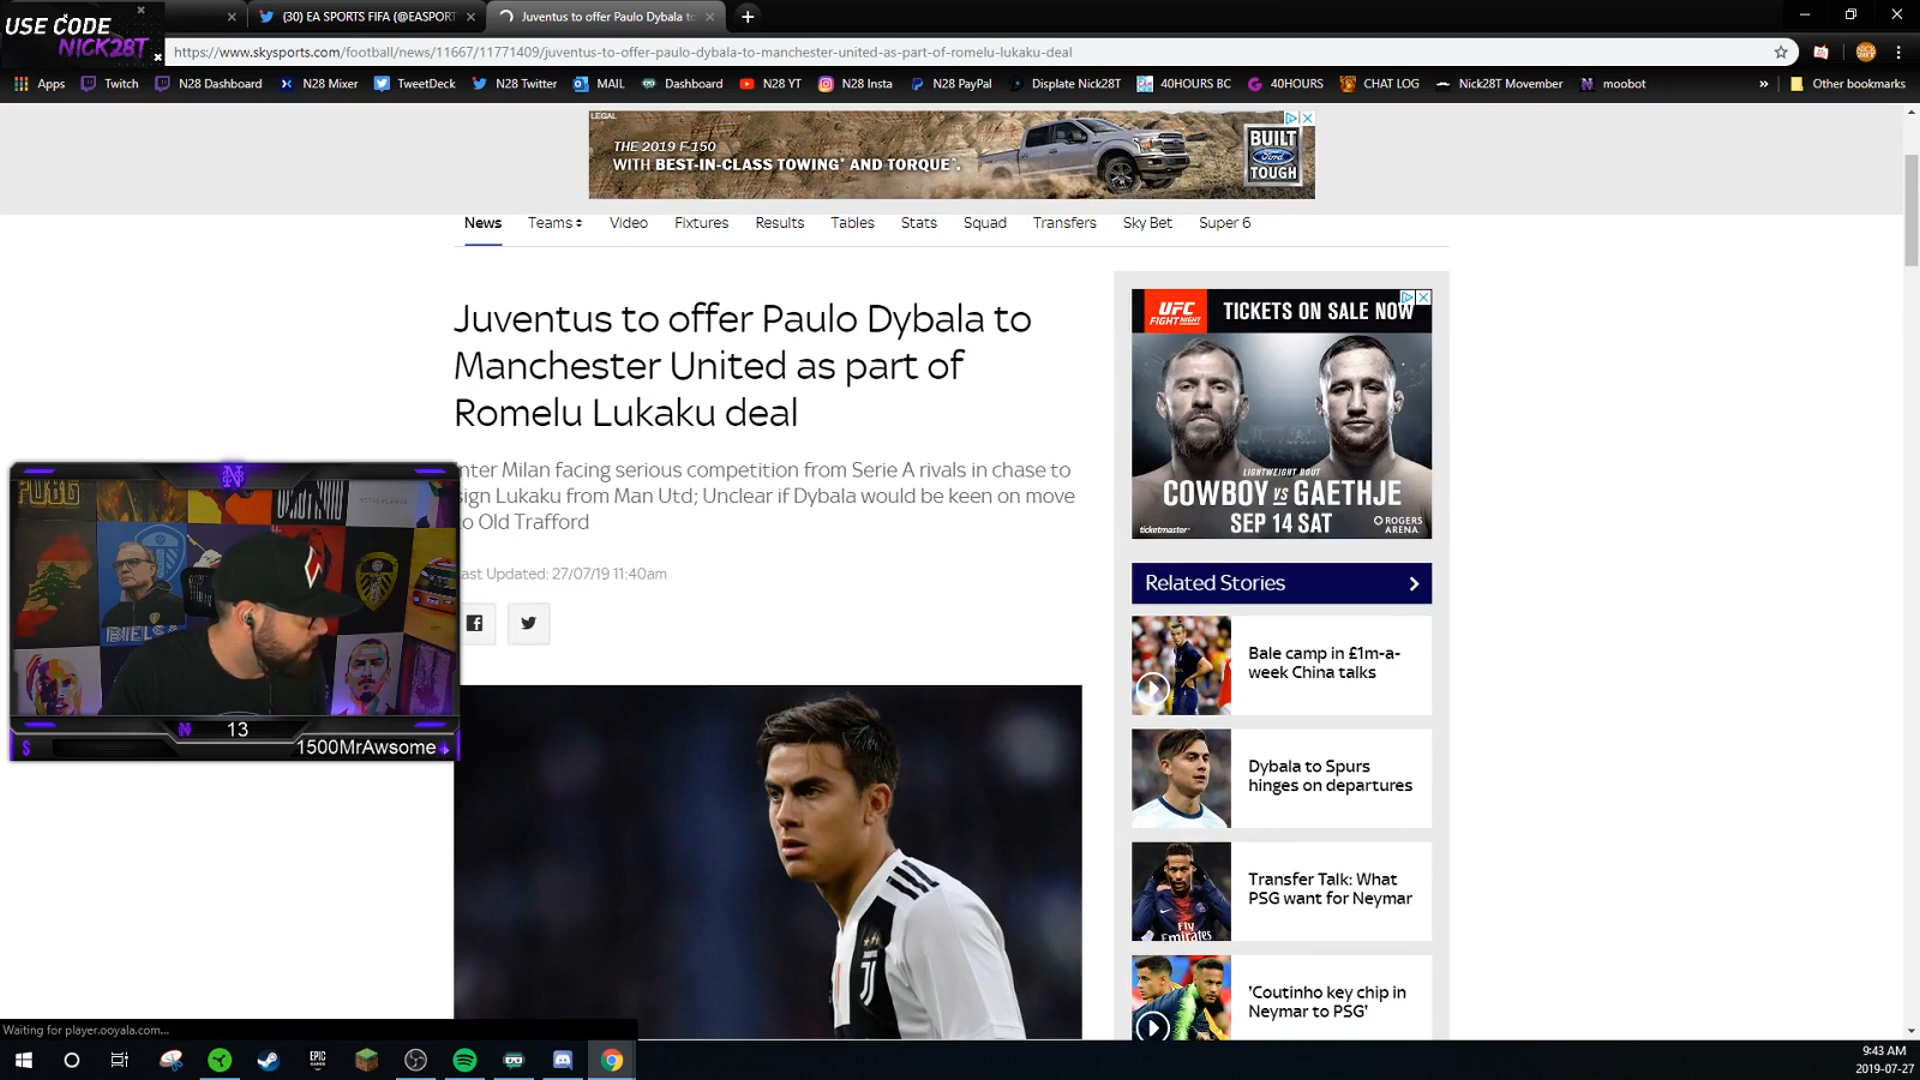 USE CODE
NICK28T
(30) EA SPORTS FIFA (@EASPORT
Juventus to offer Paulo Dybala to
https://www.skysports.com/football/news/11667/11771409/juventus-to-offer-paulo-dybala-to-manchester-united-as-part-of-romelu-lukaku-deal
Apps Twitch N28 Dashboard N28 Mixer TweetDeck N28 Twitter MAIL Dashboard N28 YT N28 Insta N28 PayPal Displate Nick28T 40HOURS BC 40HOURS CHAT LOG Nick28T Movember moobot » Other bookmarks
LEGAL
THE 2019 F-150
WITH BEST-IN-CLASS TOWING* AND TORQUE*.
BUILT
Ford
TOUGH
News Teams Video Fixtures Results Tables Stats Squad Transfers Sky Bet Super 6
Juventus to offer Paulo Dybala to
Manchester United as part of
Romelu Lukaku deal
nter Milan facing serious competition from Serie A rivals in chase to
sign Lukaku from Man Utd; Unclear if Dybala would be keen on move
to Old Trafford
ast Updated: 27/07/19 11:40am
UFC
FIGHT NIGHT
TICKETS ON SALE NOW
LIGHTWEIGHT BOUT
COWBOY VS GAETHJE
SEP 14 SAT
ticketmaster
ROGERS
ARENA
Related Stories
Bale camp in £1m-a-
week China talks
Dybala to Spurs
hinges on departures
Transfer Talk: What
PSG want for Neymar
Fly
Emirates
'Coutinho key chip in
Neymar to PSG'
PUBG
BIELSA
13
S
1500MrAwsome
Waiting for player.ooyala.com...
EPIC
9:43 AM
2019-07-27